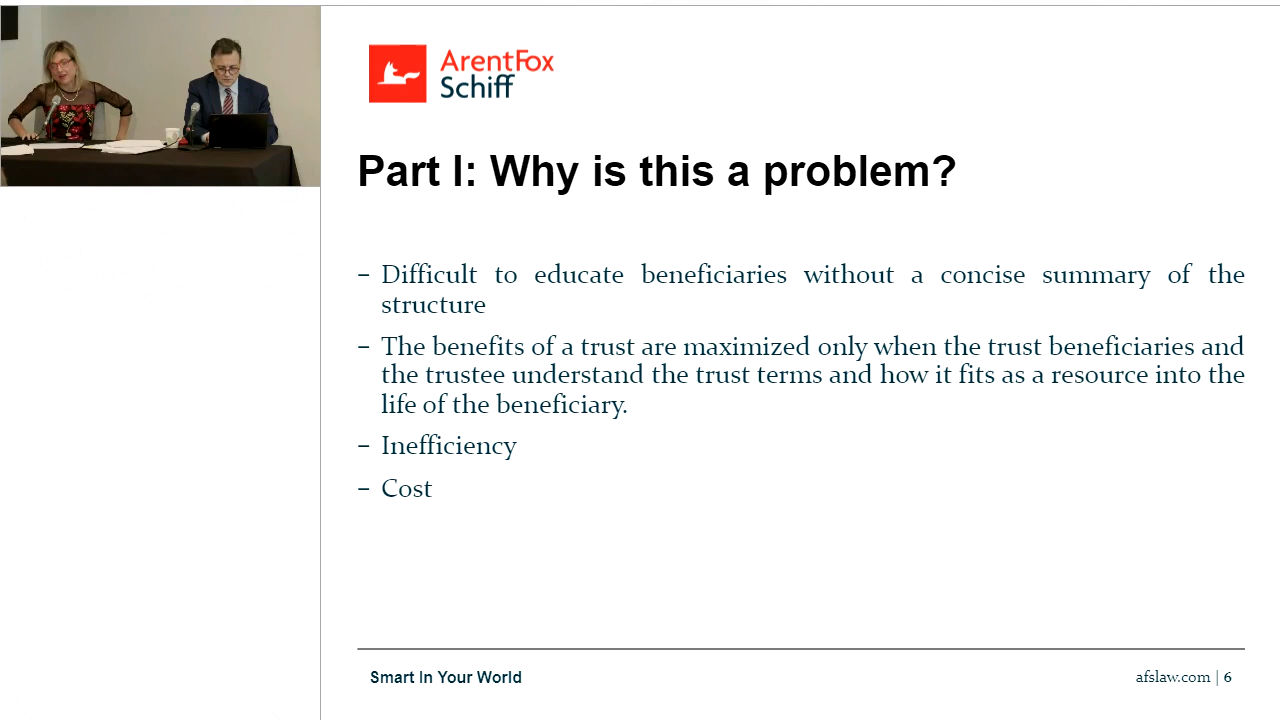 ArentFox
Schiff
Part I: Why is this a problem?
– Difficult to educate beneficiaries without a concise summary of the
structure
– The benefits of a trust are maximized only when the trust beneficiaries and
the trustee understand the trust terms and how it fits as a resource into the
life of the beneficiary.
– Inefficiency
– Cost
Smart In Your World
afslaw.com | 6